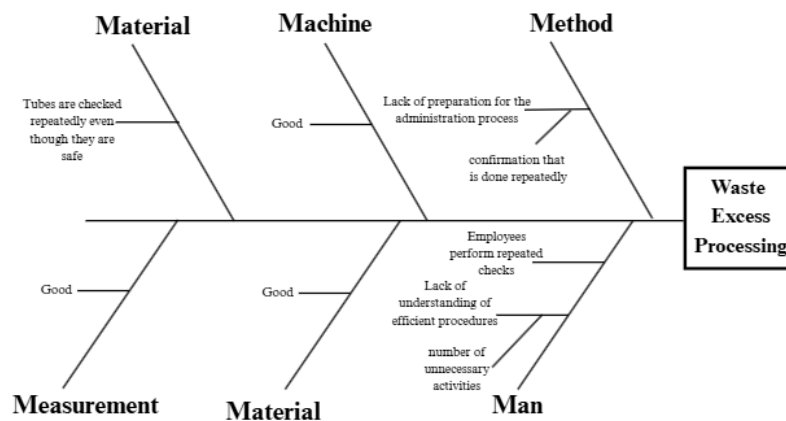 Material
Machine
Method
Tubes are checked
repeatedly even
though they are
safe
Good
Lack of preparation for the
administration process
confirmation that
is done repeatedly
Waste
Excess
Processing
Employees
perform repeated
checks
Good
Good
Lack of
understanding of
efficient procedures
number of
unnecessary
activities
Measurement
Material
Man